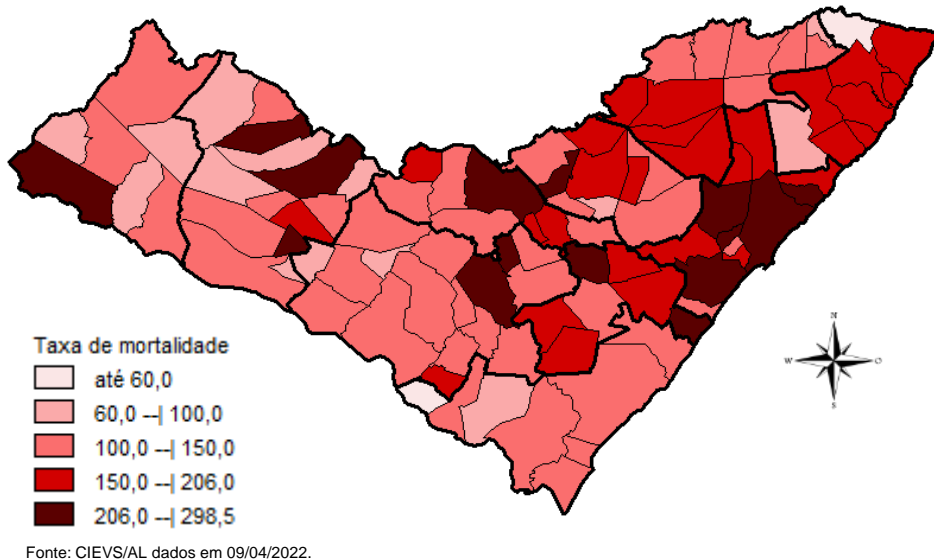 N
W
O
S
Taxa de mortalidade
até 60,0
60,0 --| 100,0
100,0 --| 150,0
150,0 --| 206,0
206,0 --| 298,5
Fonte: CIEVS/AL dados em 09/04/2022.